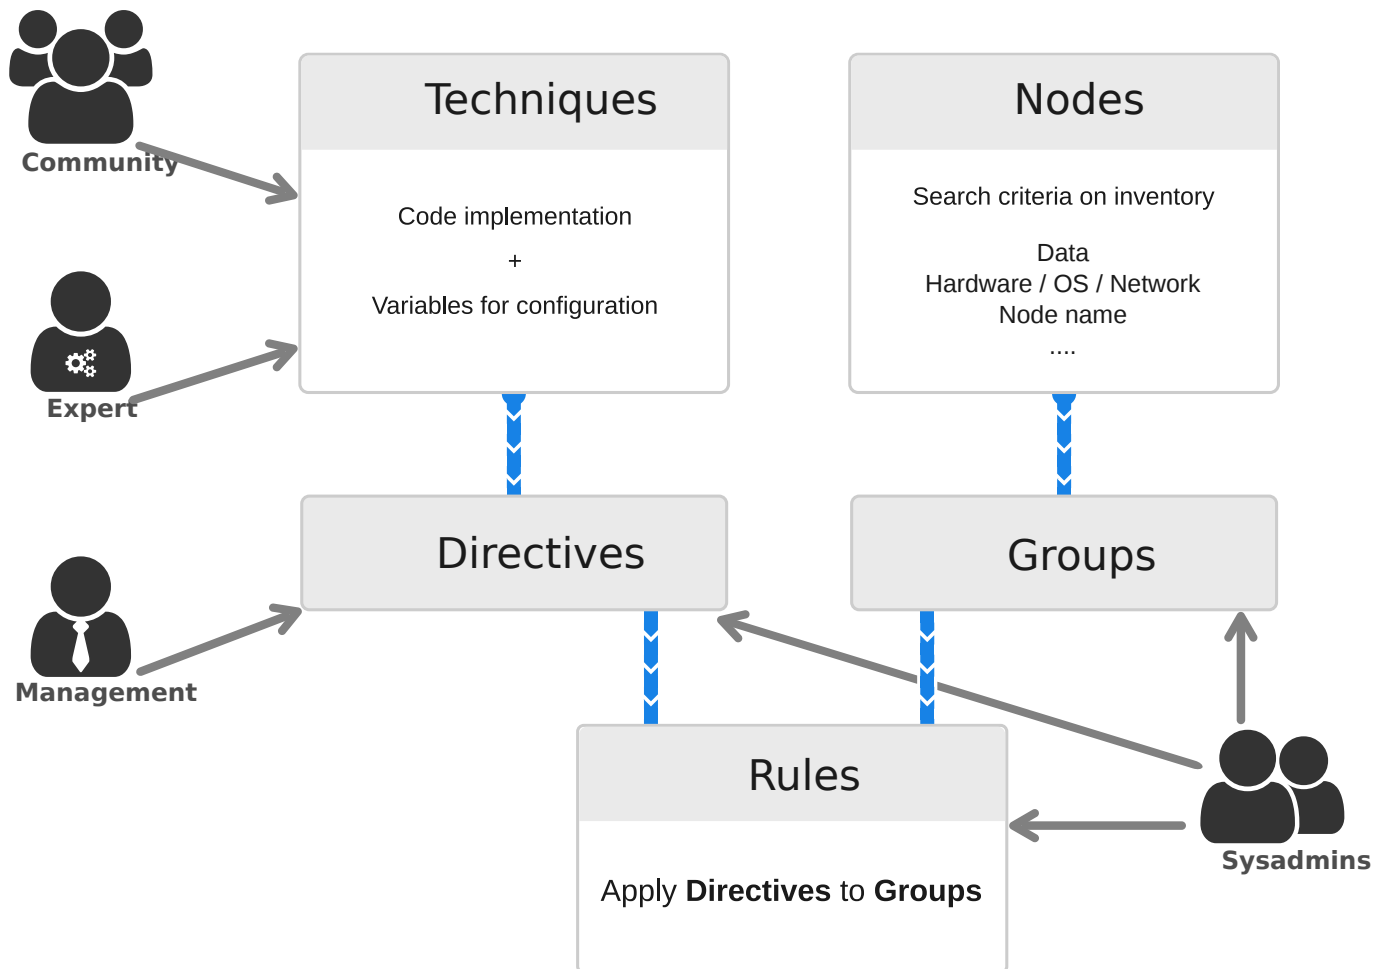 Community
Techniques
Code implementation
+
Variables for configuration
Nodes
Search criteria on inventory
Data
Hardware / OS / Network
Node name
....
Expert
Directives
Groups
Management
Rules
Apply Directives to Groups
Sysadmins